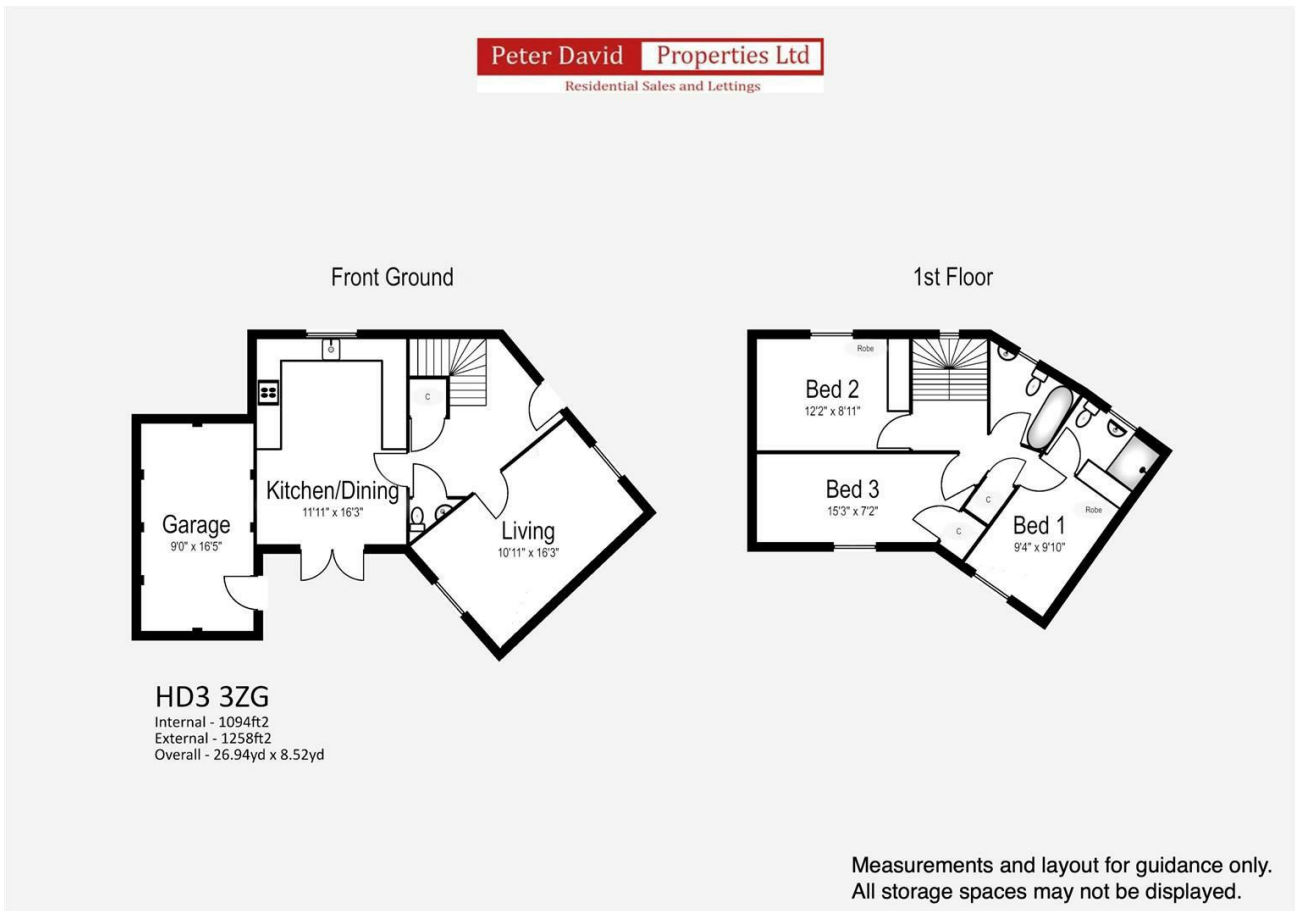 Peter David Properties Ltd
Residential Sales and Lettings
Front Ground
1st Floor
C
Kitchen/Dining
11'11" x 16'3"
Garage
9'0" x 16'5"
Living
10'11" x 16'3"
Robe
Bed 2
12'2" x 8'11"
Bed 3
15'3" x 7'2"
C
C
Robe
Bed 1
9'4" x 9'10"
HD3 3ZG
Internal - 1094ft2
External - 1258ft2
Overall - 26.94yd x 8.52yd
Measurements and layout for guidance only.
All storage spaces may not be displayed.